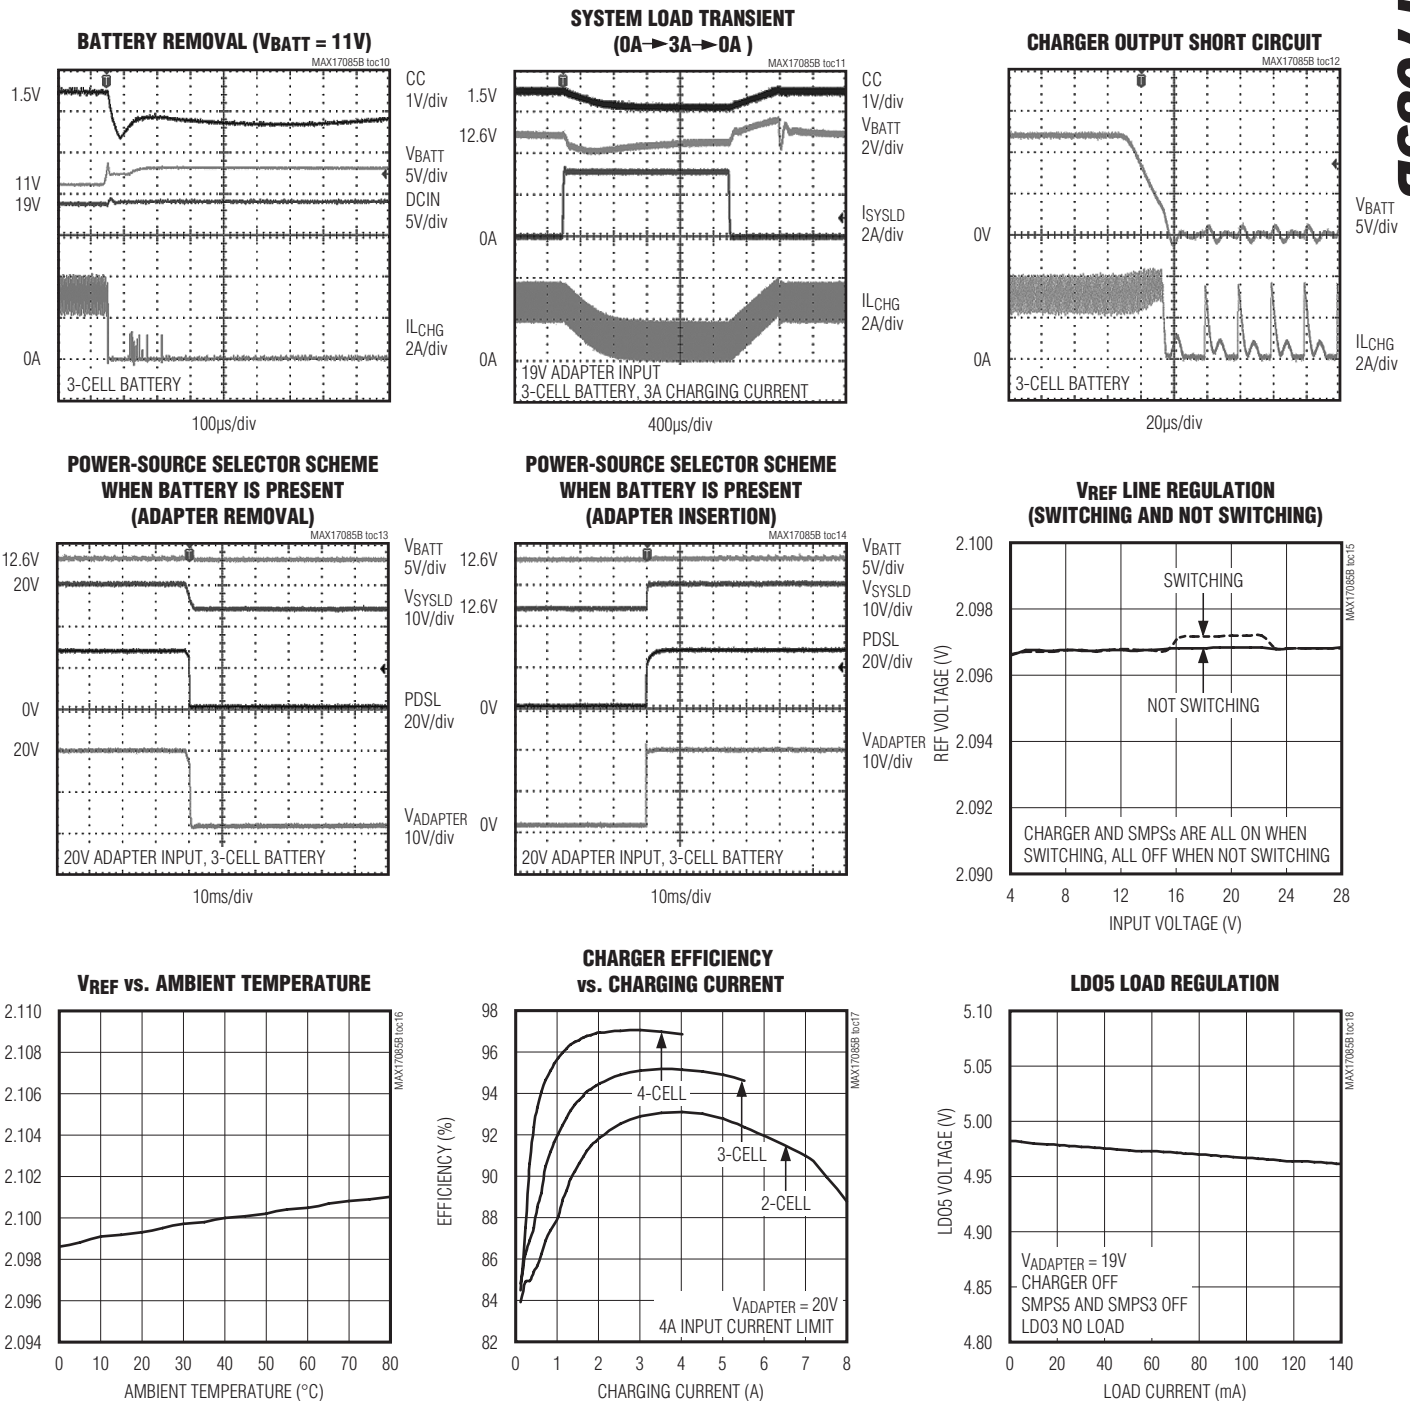 BATTERY REMOVAL (VBATT = 11V)
MAX17085B toc10
1.5V
11V
19V
0A
CC
1V/div
VBATT
5V/div
DCIN
5V/div
ILCHG
2A/div
3-CELL BATTERY
100µs/div
SYSTEM LOAD TRANSIENT
(0A→3A→0A )
MAX17085B toc11
1.5V
12.6V
0A
0A
CC
1V/div
VBATT
2V/div
ISYSLD
2A/div
ILCHG
2A/div
19V ADAPTER INPUT
3-CELL BATTERY, 3A CHARGING CURRENT
400µs/div
CHARGER OUTPUT SHORT CIRCUIT
MAX17085B toc12
0V
0A
VBATT
5V/div
ILCHG
2A/div
3-CELL BATTERY
20µs/div
POWER-SOURCE SELECTOR SCHEME
WHEN BATTERY IS PRESENT
(ADAPTER REMOVAL)
MAX17085B toc13
12.6V
20V
0V
20V
VBATT
5V/div
VSYSLD
10V/div
PDSL
20V/div
VADAPTER
10V/div
20V ADAPTER INPUT, 3-CELL BATTERY
10ms/div
POWER-SOURCE SELECTOR SCHEME
WHEN BATTERY IS PRESENT
(ADAPTER INSERTION)
MAX17085B toc14
12.6V
12.6V
0V
0V
VBATT
5V/div
VSYSLD
10V/div
PDSL
20V/div
VADAPTER
10V/div
20V ADAPTER INPUT, 3-CELL BATTERY
10ms/div
VREF LINE REGULATION
(SWITCHING AND NOT SWITCHING)
MAX17085B toc15
REF VOLTAGE (V)
2.100
2.098
2.096
2.094
2.092
2.090
SWITCHING
NOT SWITCHING
CHARGER AND SMPSs ARE ALL ON WHEN
SWITCHING, ALL OFF WHEN NOT SWITCHING
4 8 12 16 20 24 28
INPUT VOLTAGE (V)
VREF vs. AMBIENT TEMPERATURE
MAX17085B toc16
2.110
2.108
2.106
2.104
2.102
2.100
2.098
2.096
2.094
0 10 20 30 40 50 60 70 80
AMBIENT TEMPERATURE (°C)
CHARGER EFFICIENCY
vs. CHARGING CURRENT
MAX17085B toc17
EFFICIENCY (%)
98
96
94
92
90
88
86
84
82
4-CELL
3-CELL
2-CELL
VADAPTER = 20V
4A INPUT CURRENT LIMIT
0 1 2 3 4 5 6 7 8
CHARGING CURRENT (A)
LDO5 LOAD REGULATION
MAX17085B toc18
LDO5 VOLTAGE (V)
5.10
5.05
5.00
4.95
4.90
4.85
4.80
VADAPTER = 19V
CHARGER OFF
SMPS5 AND SMPS3 OFF
LDO3 NO LOAD
0 20 40 60 80 100 120 140
LOAD CURRENT (mA)